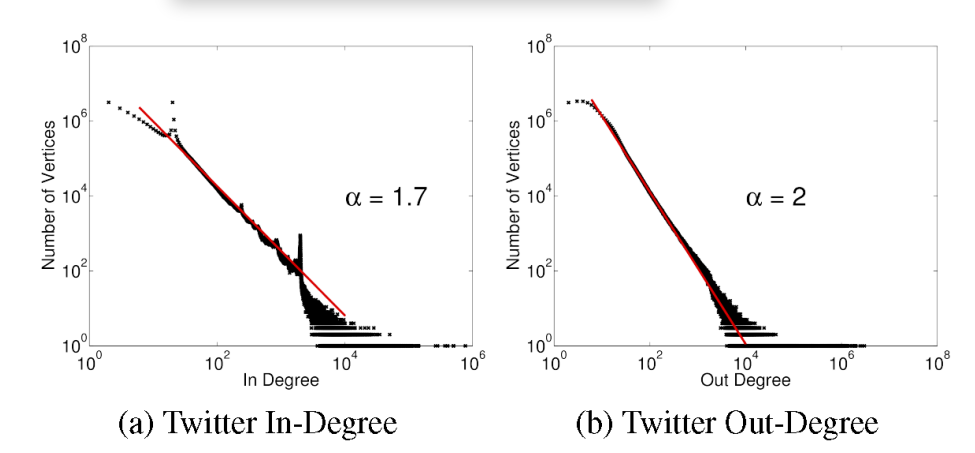 10^8
10^6
10^4
10^2
10^0
Number of Vertices
α = 1.7
10^0 10^2 10^4 10^6
In Degree
(a) Twitter In-Degree
10^8
10^6
10^4
10^2
10^0
Number of Vertices
α = 2
10^0 10^2 10^4 10^6 10^8
Out Degree
(b) Twitter Out-Degree